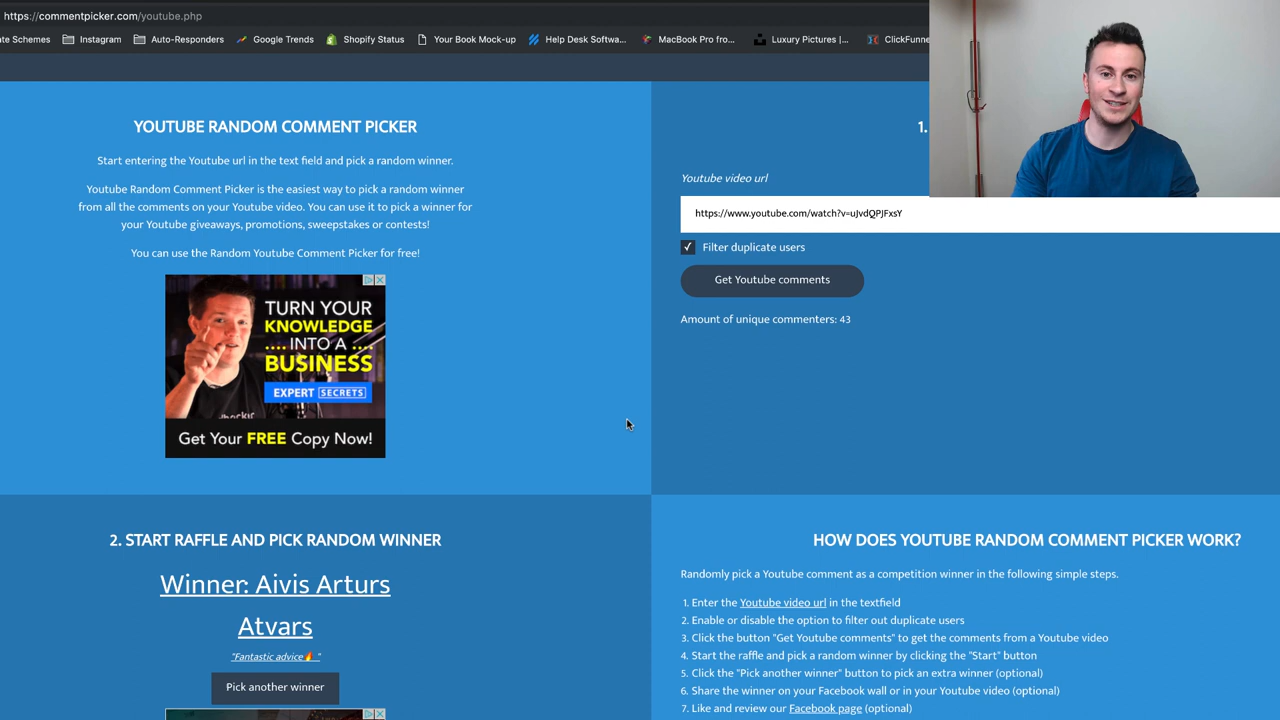 https://commentpicker.com/youtube.php
ate Schemes
Instagram
Auto-Responders
Google Trends
Shopify Status
Your Book Mock-up
Help Desk Softwa...
MacBook Pro fro...
Luxury Pictures |...
ClickFunne
YOUTUBE RANDOM COMMENT PICKER
Start entering the Youtube url in the text field and pick a random winner.
Youtube Random Comment Picker is the easiest way to pick a random winner
from all the comments on your Youtube video. You can use it to pick a winner for
your Youtube giveaways, promotions, sweepstakes or contests!
You can use the Random Youtube Comment Picker for free!
TURN YOUR
KNOWLEDGE
.... INTO A ....
BUSINESS
EXPERT SECRETS
Get Your FREE Copy Now!
1.
Youtube video url
https://www.youtube.com/watch?v=uJvdQPJFxsY
Filter duplicate users
Get Youtube comments
Amount of unique commenters: 43
2. START RAFFLE AND PICK RANDOM WINNER
Winner: Aivis Arturs
Atvars
"Fantastic advice🔥 "
Pick another winner
HOW DOES YOUTUBE RANDOM COMMENT PICKER WORK?
Randomly pick a Youtube comment as a competition winner in the following simple steps.
1. Enter the Youtube video url in the textfield
2. Enable or disable the option to filter out duplicate users
3. Click the button "Get Youtube comments" to get the comments from a Youtube video
4. Start the raffle and pick a random winner by clicking the "Start" button
5. Click the "Pick another winner" button to pick an extra winner (optional)
6. Share the winner on your Facebook wall or in your Youtube video (optional)
7. Like and review our Facebook page (optional)